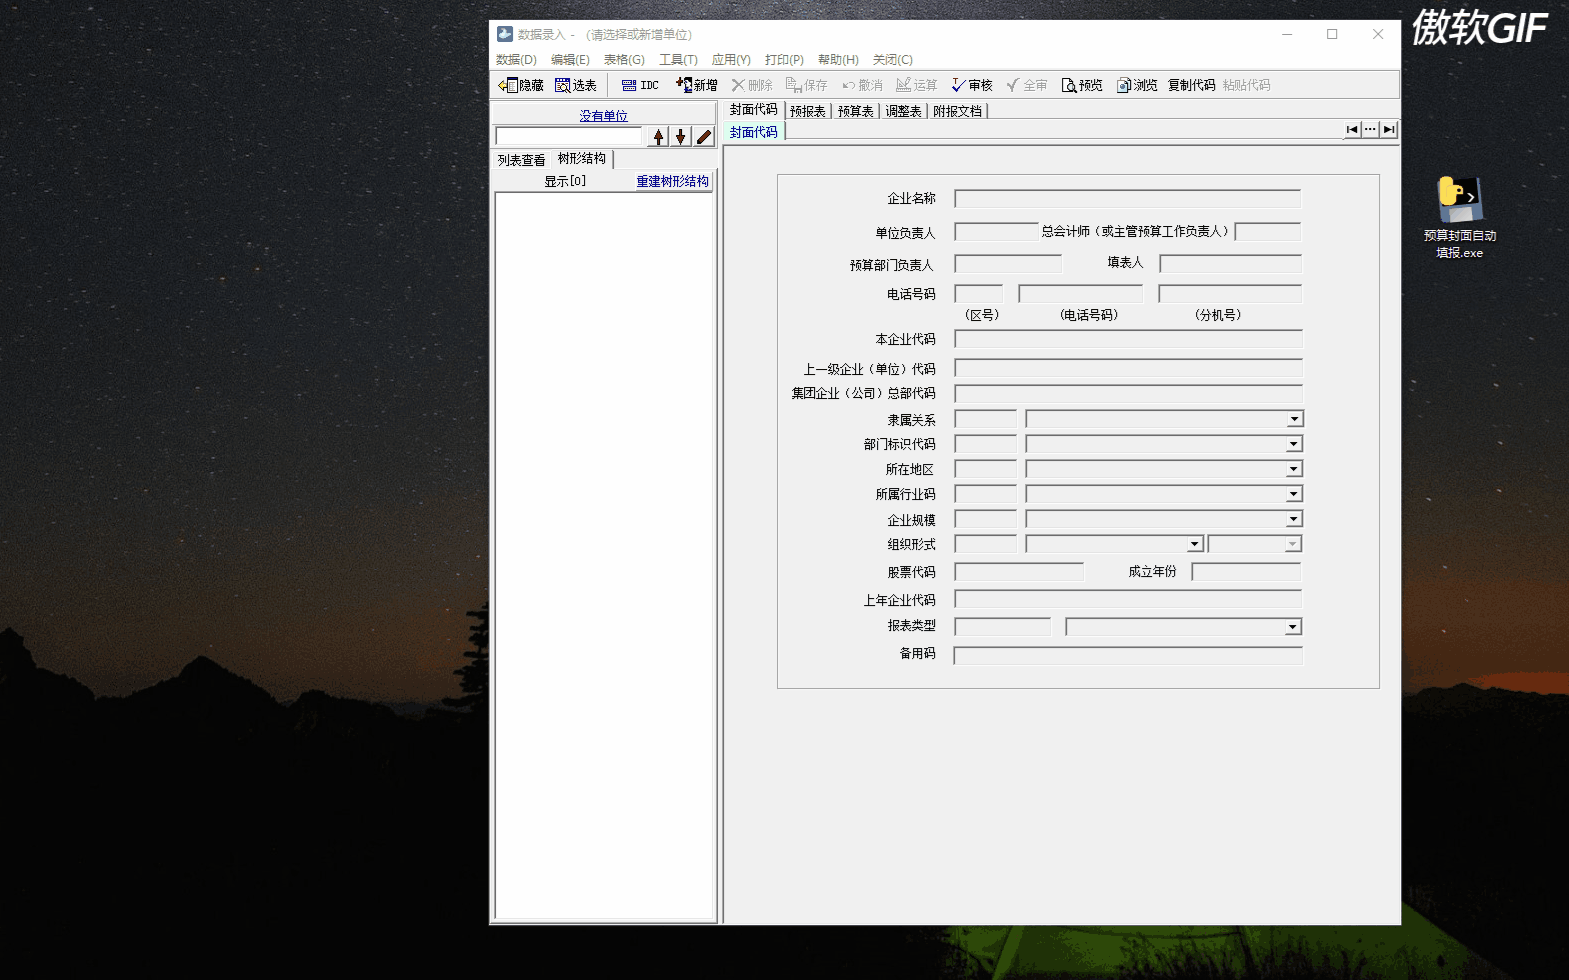 傲软GIF
数据录入 - （请选择或新增单位）
数据(D) 编辑(E) 表格(G) 工具(T) 应用(Y) 打印(P) 帮助(H) 关闭(C)
隐藏 选表 IDC 新增 删除 保存 撤消 运算 审核 全审 预览 浏览 复制代码 粘贴代码
没有单位
列表查看 树形结构
显示[0] 重建树形结构
封面代码 预报表 预算表 调整表 附报文档
封面代码
企业名称
单位负责人 总会计师（或主管预算工作负责人）
预算部门负责人 填表人
电话号码
（区号） （电话号码） （分机号）
本企业代码
上一级企业（单位）代码
集团企业（公司）总部代码
隶属关系
部门标识代码
所在地区
所属行业码
企业规模
组织形式
股票代码 成立年份
上年企业代码
报表类型
备用码
预算封面自动
填报.exe